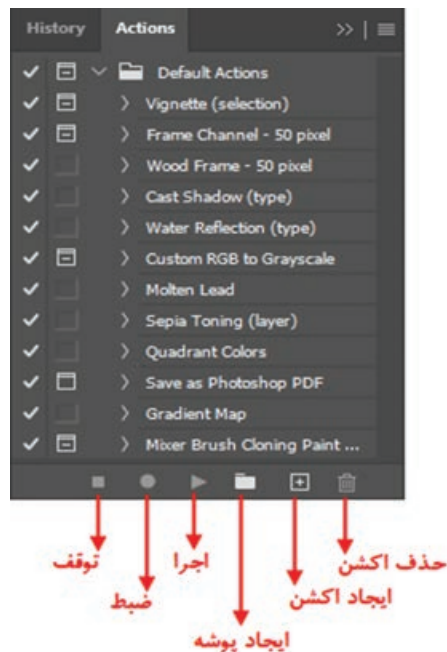 History Actions
Default Actions
Vignette (selection)
Frame Channel - 50 pixel
Wood Frame - 50 pixel
Cast Shadow (type)
Water Reflection (type)
Custom RGB to Grayscale
Molten Lead
Sepia Toning (layer)
Quadrant Colors
Save as Photoshop PDF
Gradient Map
Mixer Brush Cloning Paint ...
حذف اکشن
اجرا
توقف
ایجاد اکشن
ضبط
ایجاد پوشه